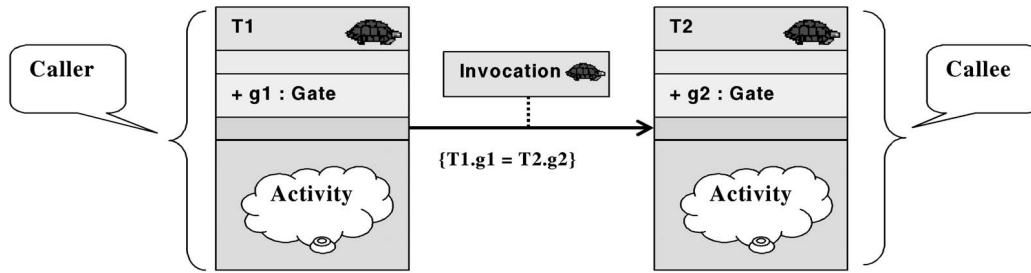 T1
T2
Caller
Invocation
Callee
+ g1 : Gate
+ g2 : Gate
{T1.g1 = T2.g2}
Activity
Activity